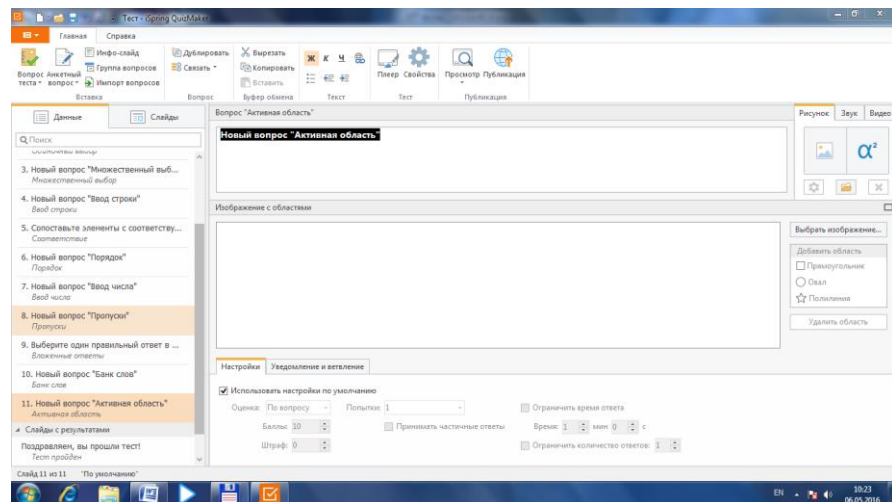 Тест - iSpring QuizMaker
Главная Справка
Вопрос теста Анкетный вопрос
Инфо-слайд
Группа вопросов
Импорт вопросов
Вставка
Дублировать
Связать
Вопрос
Вырезать
Копировать
Вставить
Буфер обмена
Ж К Ч
Текст
Плеер Свойства
Тест
Просмотр Публикация
Публикация
Данные Слайды
Поиск
3. Новый вопрос "Множественный выб...
Множественный выбор
4. Новый вопрос "Ввод строки"
Ввод строки
5. Сопоставьте элементы с соответству...
Соответствие
6. Новый вопрос "Порядок"
Порядок
7. Новый вопрос "Ввод числа"
Ввод числа
8. Новый вопрос "Пропуски"
Пропуски
9. Выберите один правильный ответ в ...
Вложенные ответы
10. Новый вопрос "Банк слов"
Банк слов
11. Новый вопрос "Активная область"
Активная область
Слайды с результатами
Поздравляем, вы прошли тест!
Тест пройден
Вопрос "Активная область"
Новый вопрос "Активная область"
Изображение с областями
Рисунок Звук Видео
α²
Выбрать изображение...
Добавить область
Прямоугольник
Овал
Полилиния
Удалить область
Настройки Уведомление и ветвление
Использовать настройки по умолчанию
Оценка: По вопросу Попытки: 1
Баллы: 10 Принимать частичные ответы
Штраф: 0
Ограничить время ответа
Время: 1 мин 0 с
Ограничить количество ответов: 1
Слайд 11 из 11 "По умолчанию"
EN 10:23
06.05.2016